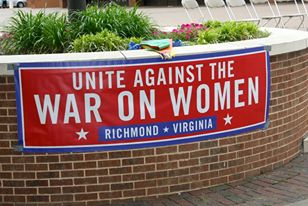 UNITE AGAINST THE
WAR ON WOMEN
RICHMOND ★ VIRGINIA